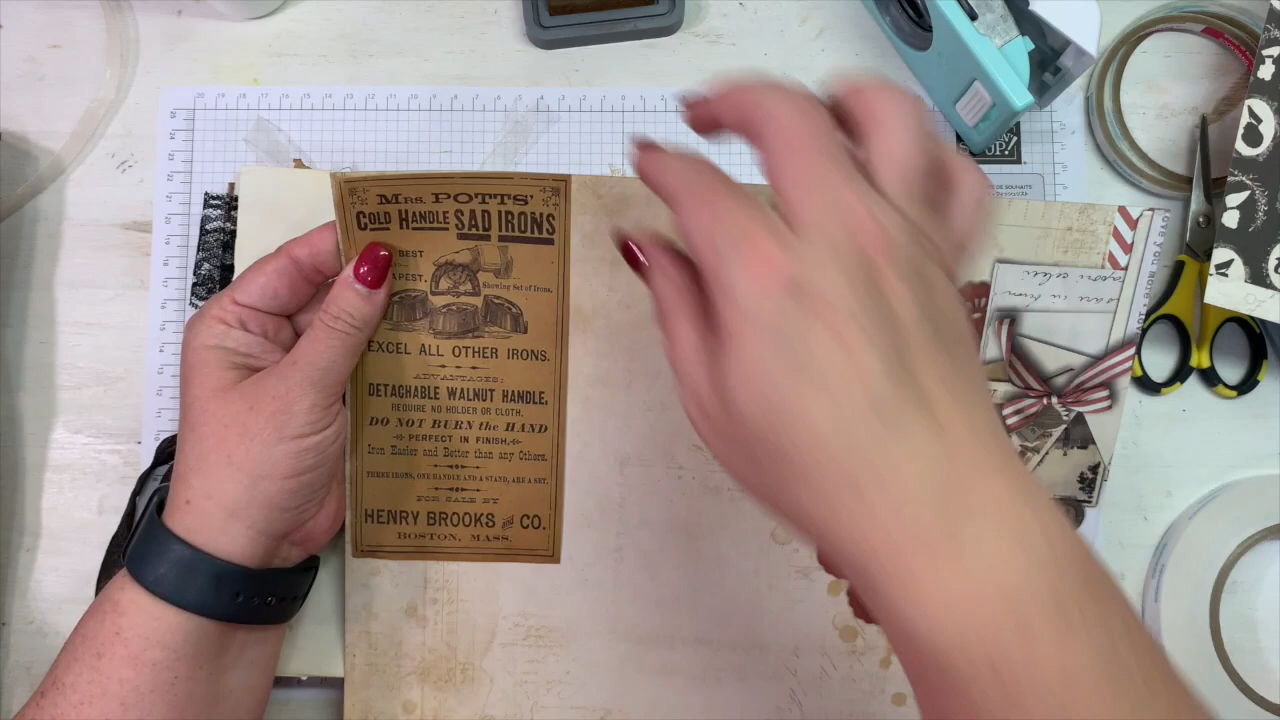 Mrs. POTTS'
COLD HANDLE SAD IRONS
BEST
APEST.
Showing Set of Irons.
EXCEL ALL OTHER IRONS.
ADVANTAGES:
DETACHABLE WALNUT HANDLE,
REQUIRE NO HOLDER OR CLOTH.
DO NOT BURN the HAND
PERFECT IN FINISH,
Iron Easier and Better than any Others.
THREE IRONS, ONE HANDLE AND A STAND, ARE A SET.
FOR SALE BY
HENRY BROOKS and CO.
BOSTON, MASS.